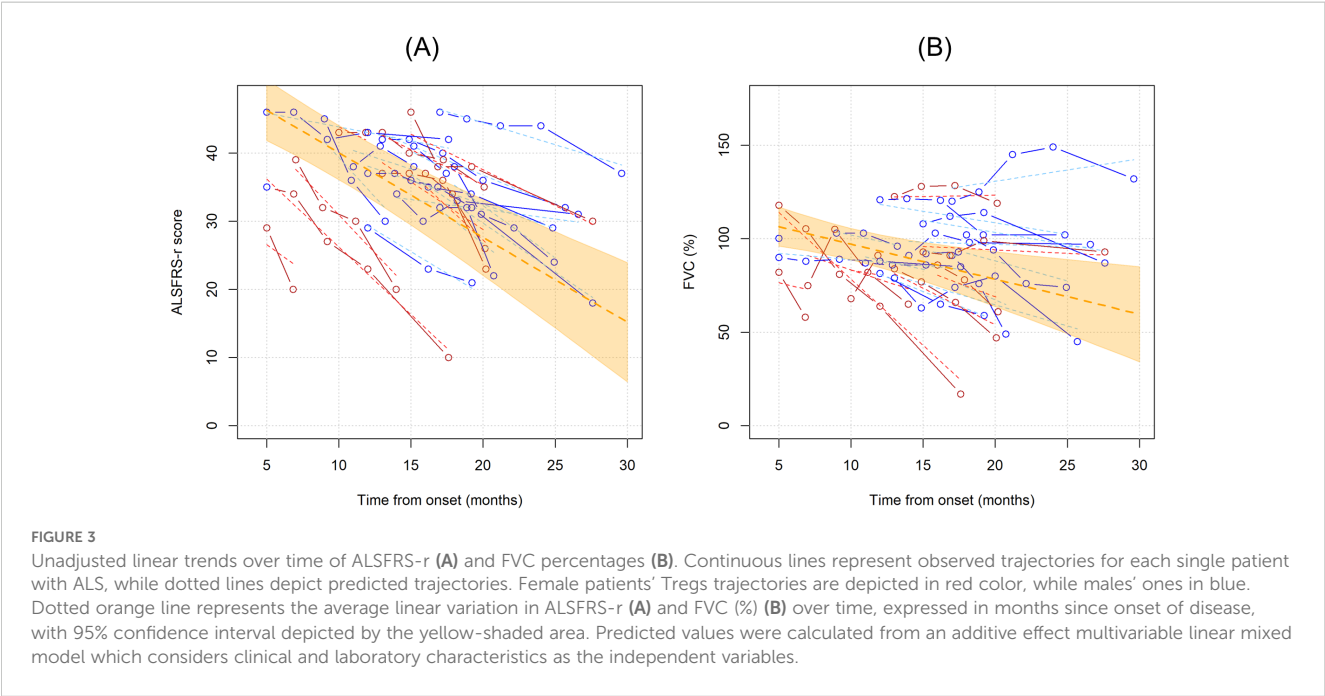 (A)
(B)
ALSFRS-r score
0
10
20
30
40
5
10
15
20
25
30
Time from onset (months)
FVC (%)
0
50
100
150
5
10
15
20
25
30
Time from onset (months)
FIGURE 3
Unadjusted linear trends over time of ALSFRS-r (A) and FVC percentages (B). Continuous lines represent observed trajectories for each single patient
with ALS, while dotted lines depict predicted trajectories. Female patients’ Tregs trajectories are depicted in red color, while males’ ones in blue.
Dotted orange line represents the average linear variation in ALSFRS-r (A) and FVC (%) (B) over time, expressed in months since onset of disease,
with 95% confidence interval depicted by the yellow-shaded area. Predicted values were calculated from an additive effect multivariable linear mixed
model which considers clinical and laboratory characteristics as the independent variables.